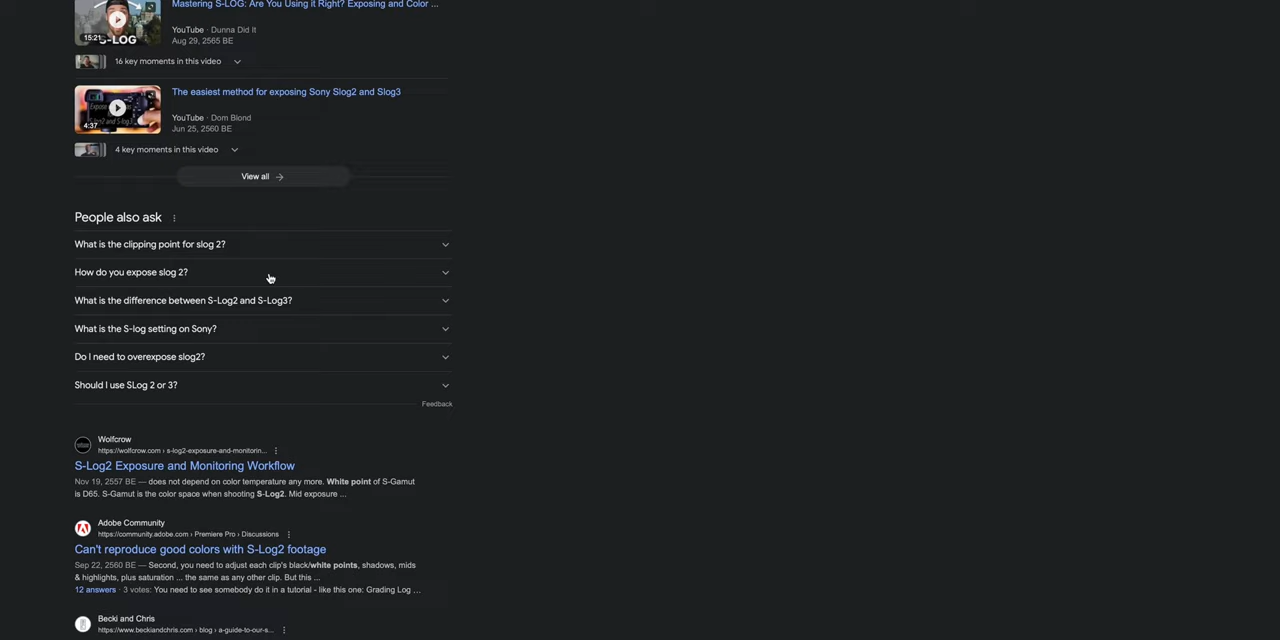 Mastering S-LOG: Are You Using it Right? Exposing and Color ...
15:21
S-LOG
YouTube · Dunna Did It
Aug 29, 2565 BE
16 key moments in this video
The easiest method for exposing Sony Slog2 and Slog3
4:37
YouTube · Dom Blond
Jun 25, 2560 BE
4 key moments in this video
View all
People also ask
What is the clipping point for slog 2?
How do you expose slog 2?
What is the difference between S-Log2 and S-Log3?
What is the S-log setting on Sony?
Do I need to overexpose slog2?
Should I use SLog 2 or 3?
Feedback
Wolfcrow
https://wolfcrow.com › s-log2-exposure-and-monitorin...
S-Log2 Exposure and Monitoring Workflow
Nov 19, 2557 BE — does not depend on color temperature any more. White point of S-Gamut
is D65. S-Gamut is the color space when shooting S-Log2. Mid exposure ...
Adobe Community
https://community.adobe.com › Premiere Pro › Discussions
Can't reproduce good colors with S-Log2 footage
Sep 22, 2560 BE — Second, you need to adjust each clip's black/white points, shadows, mids
& highlights, plus saturation ... the same as any other clip. But this ...
12 answers · 3 votes: You need to see somebody do it in a tutorial - like this one: Grading Log ...
Becki and Chris
https://www.beckiandchris.com › blog › a-guide-to-our-s...